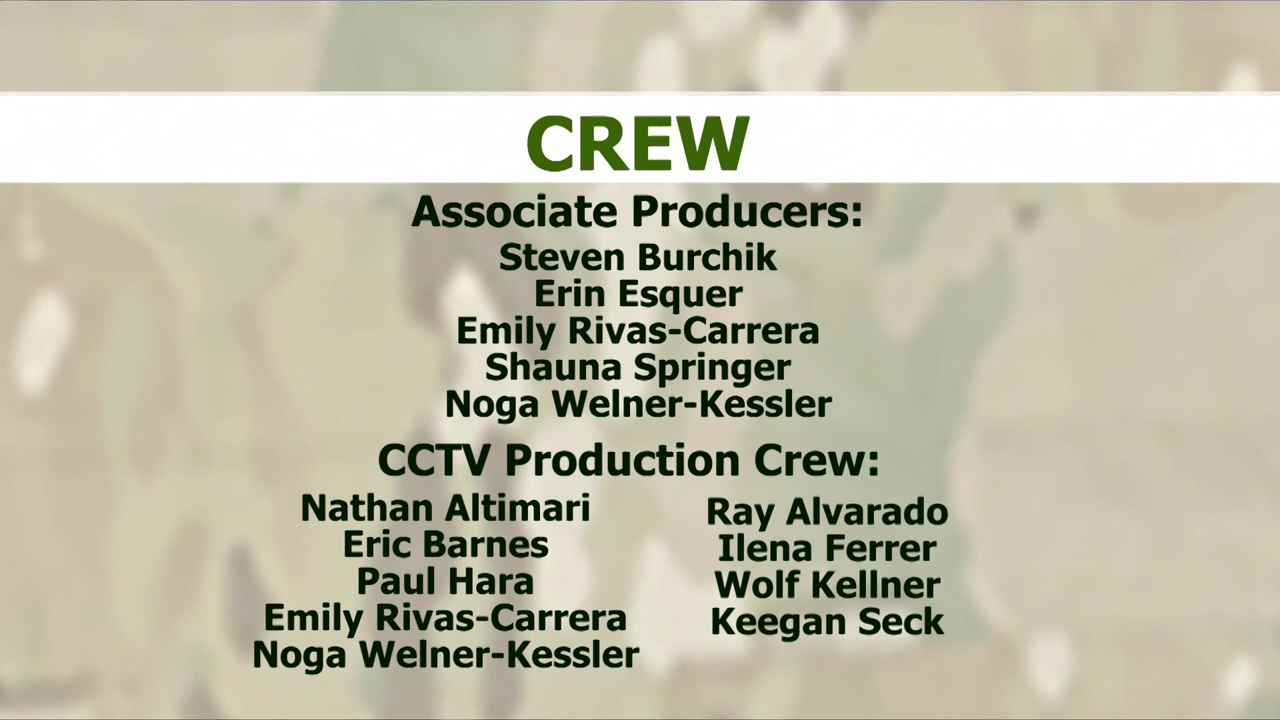 CREW
Associate Producers:
Steven Burchik
Erin Esquer
Emily Rivas-Carrera
Shauna Springer
Noga Welner-Kessler
CCTV Production Crew:
Nathan Altimari
Eric Barnes
Paul Hara
Emily Rivas-Carrera
Noga Welner-Kessler
Ray Alvarado
Ilena Ferrer
Wolf Kellner
Keegan Seck